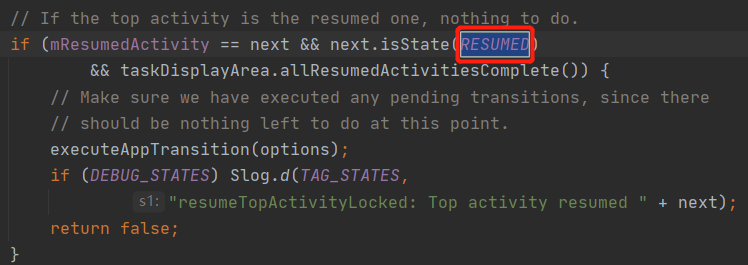 // If the top activity is the resumed one, nothing to do.
if (mResumedActivity == next && next.isState(RESUMED)
&& taskDisplayArea.allResumedActivitiesComplete()) {
// Make sure we have executed any pending transitions, since there
// should be nothing left to do at this point.
executeAppTransition(options);
if (DEBUG_STATES) Slog.d(TAG_STATES,
s1: "resumeTopActivityLocked: Top activity resumed " + next);
return false;
}